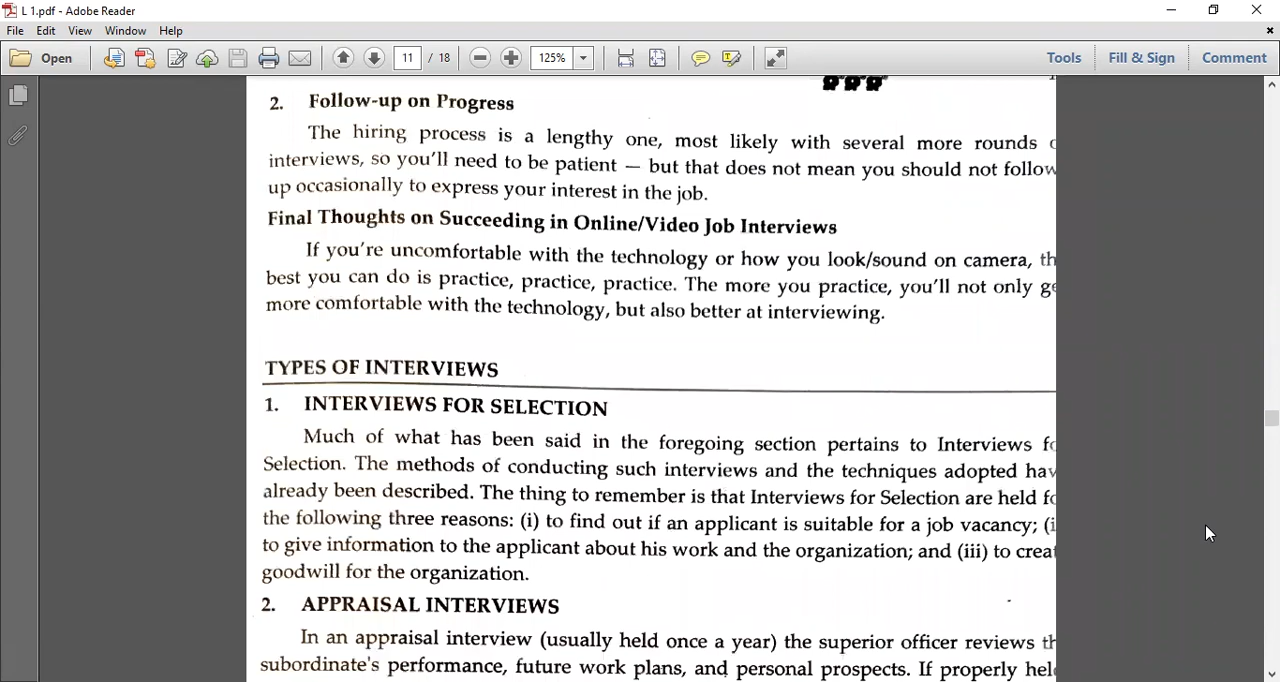 L 1.pdf - Adobe Reader
File Edit View Window Help
Open 11 / 18 125% Tools Fill & Sign Comment
2. Follow-up on Progress
The hiring process is a lengthy one, most likely with several more rounds
interviews, so you'll need to be patient — but that does not mean you should not follow
up occasionally to express your interest in the job.
Final Thoughts on Succeeding in Online/Video Job Interviews
If you're uncomfortable with the technology or how you look/sound on camera, th
best you can do is practice, practice, practice. The more you practice, you'll not only ge
more comfortable with the technology, but also better at interviewing.
TYPES OF INTERVIEWS
1. INTERVIEWS FOR SELECTION
Much of what has been said in the foregoing section pertains to Interviews fo
Selection. The methods of conducting such interviews and the techniques adopted hav
already been described. The thing to remember is that Interviews for Selection are held fo
the following three reasons: (i) to find out if an applicant is suitable for a job vacancy; (i
to give information to the applicant about his work and the organization; and (iii) to creat
goodwill for the organization.
2. APPRAISAL INTERVIEWS
In an appraisal interview (usually held once a year) the superior officer reviews th
subordinate's performance, future work plans, and personal prospects. If properly held